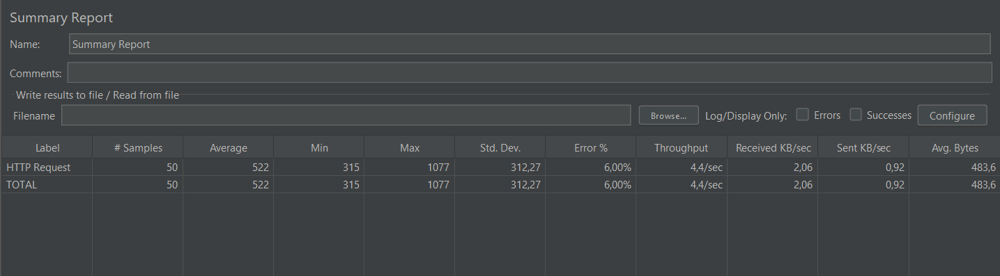 Summary Report
Name: Summary Report
Comments:
Write results to file / Read from file
Filename Browse... Log/Display Only: Errors Successes Configure
Label # Samples Average Min Max Std. Dev. Error % Throughput Received KB/sec Sent KB/sec Avg. Bytes
HTTP Request 50 522 315 1077 312,27 6,00% 4,4/sec 2,06 0,92 483,6
TOTAL 50 522 315 1077 312,27 6,00% 4,4/sec 2,06 0,92 483,6